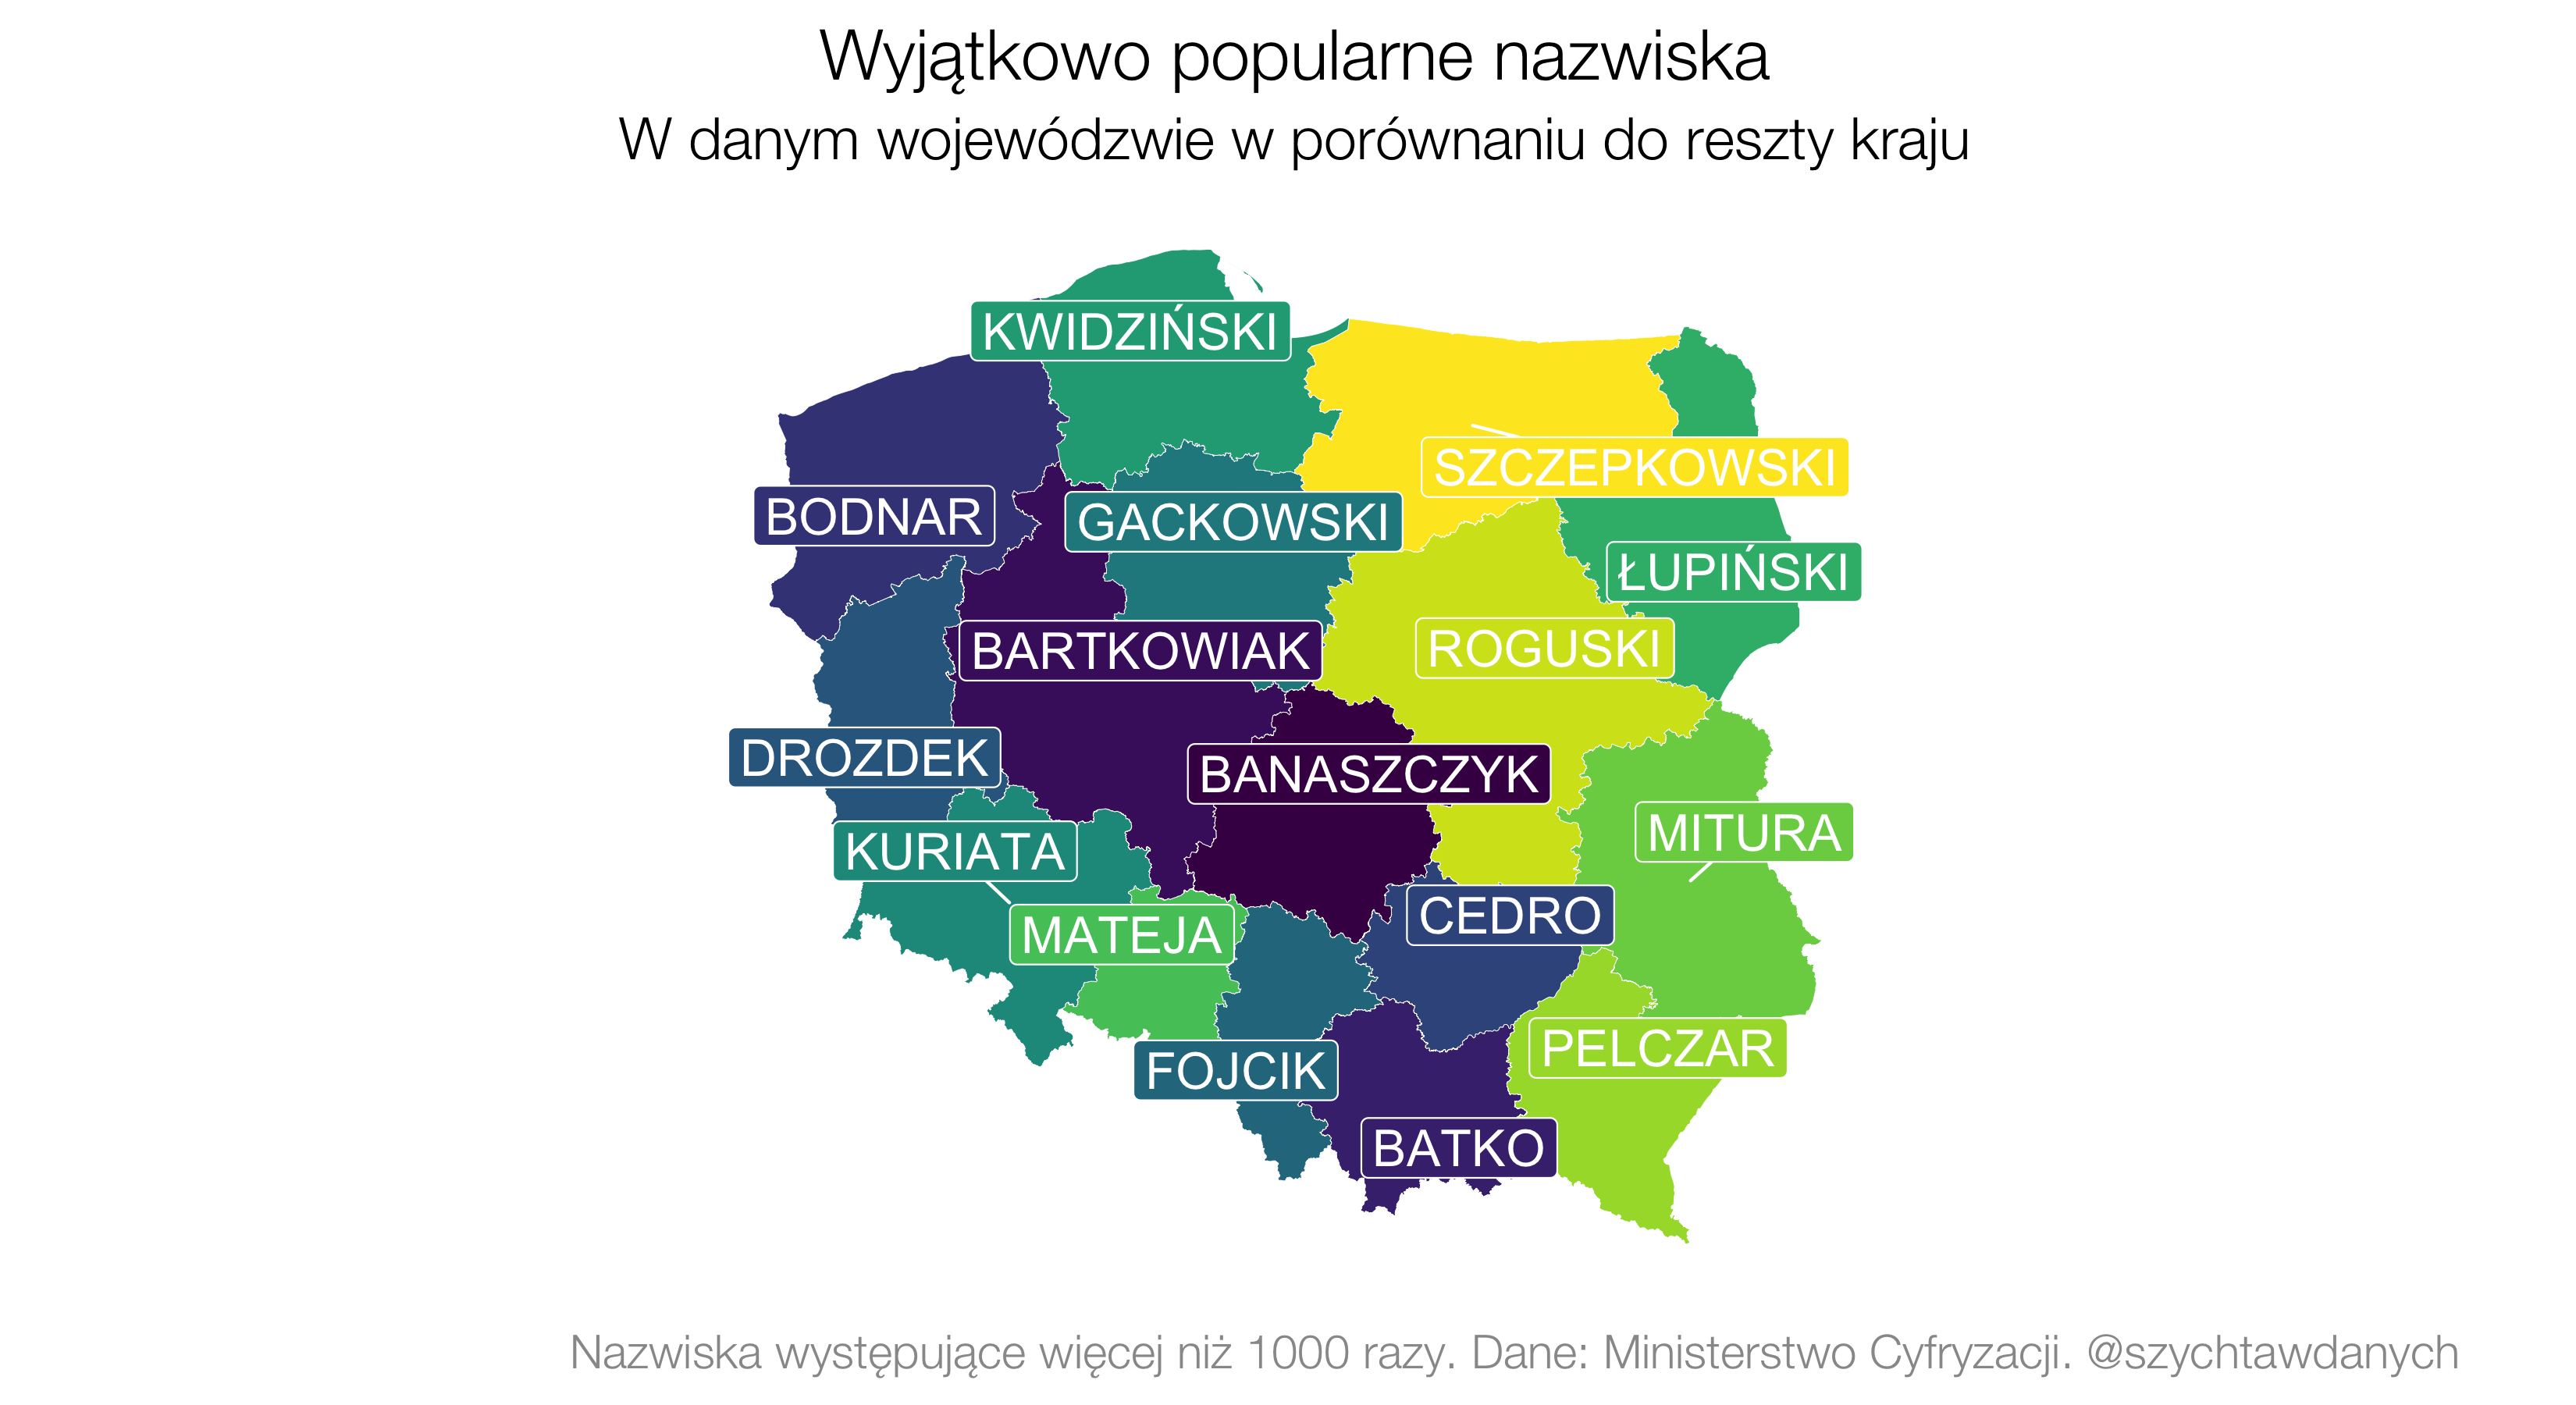 Wyjątkowo popularne nazwiska
W danym wojewódzwie w porównaniu do reszty kraju
KWIDZIŃSKI
SZCZEPKOWSKI
BODNAR
GACKOWSKI
ŁUPIŃSKI
BARTKOWIAK
ROGUSKI
DROZDEK
BANASZCZYK
MITURA
KURIATA
CEDRO
MATEJA
PELCZAR
FOJCIK
BATKO
Nazwiska występujące więcej niż 1000 razy. Dane: Ministerstwo Cyfryzacji. @szychtawdanych